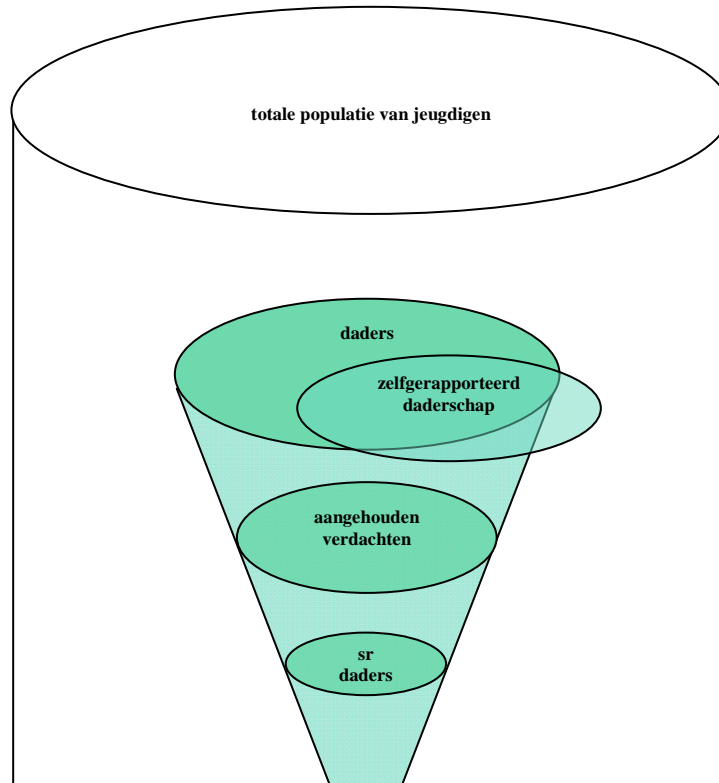 totale populatie van jeugdigen
daders
zelfgerapporteerd
daderschap
aangehouden
verdachten
sr
daders